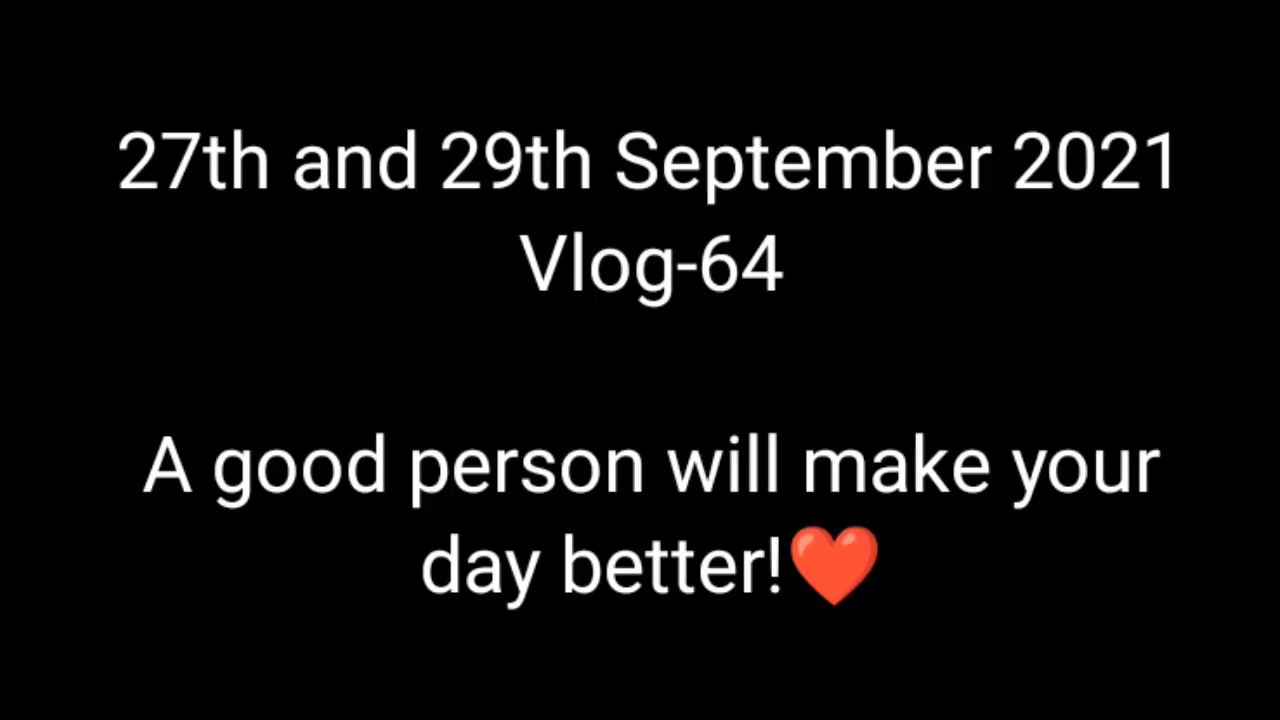 27th and 29th September 2021
Vlog-64
A good person will make your
day better!❤️